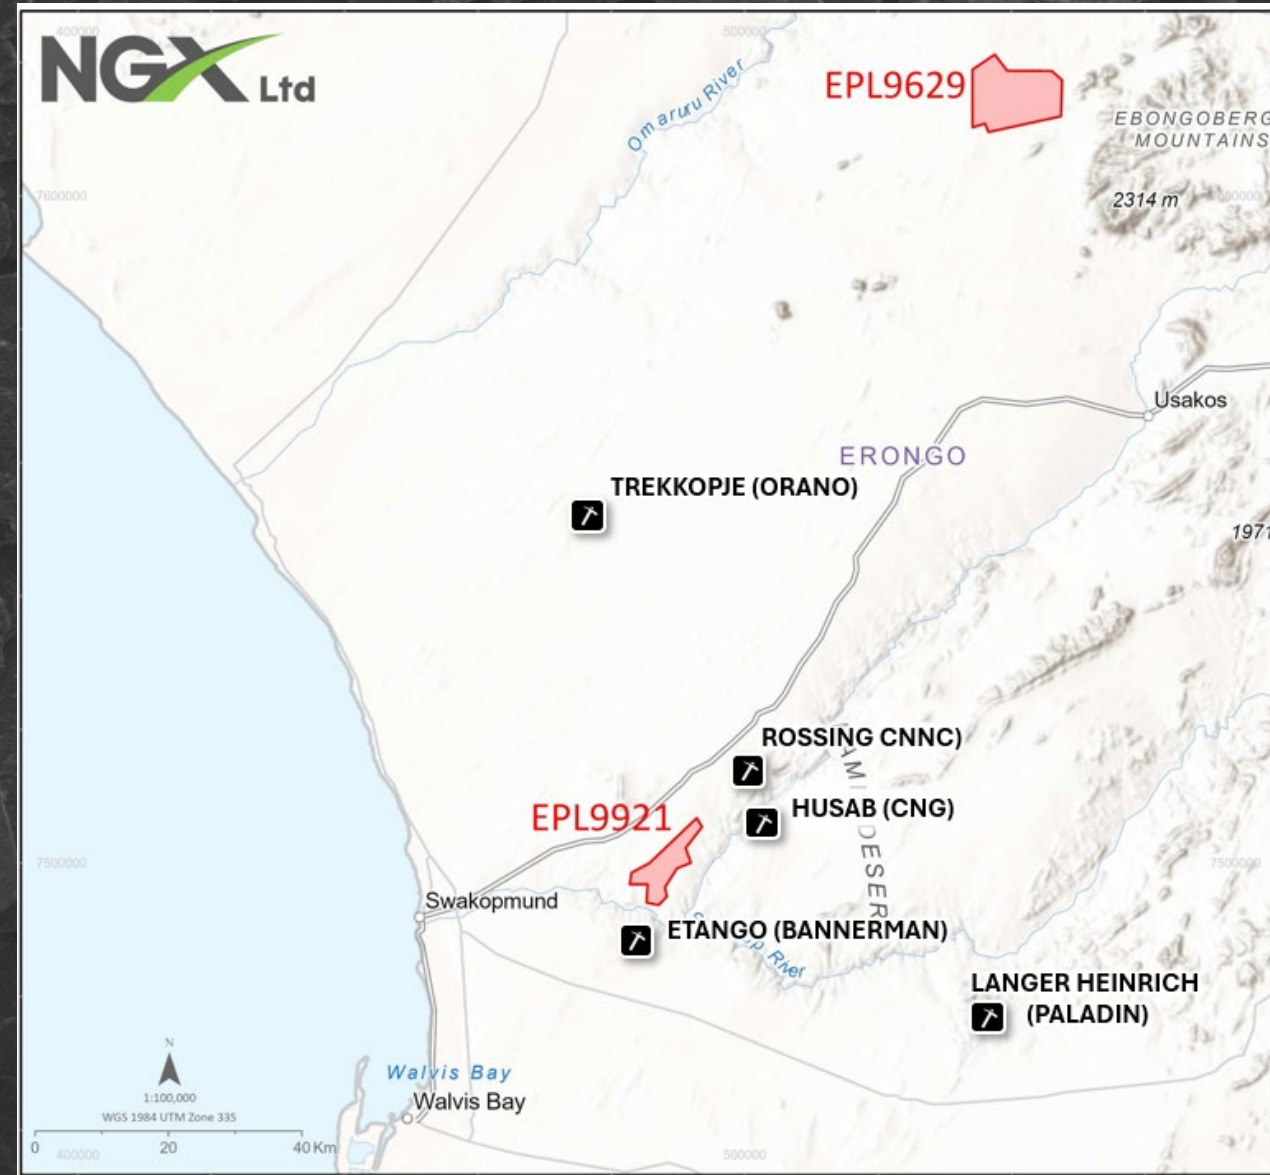 400000
500000
NGX Ltd
EPL9629
Omaruru River
EBONGOBERG
MOUNTAINS
7600000
2314 m
Usakos
ERONGO
TREKKOPJE (ORANO)
1971
ROSSING CNNC)
HUSAB (CNG)
EPL9921
DESER
7500000
7500000
Swakopmund
ETANGO (BANNERMAN)
River
LANGER HEINRICH
(PALADIN)
N
1:100,000
WGS 1984 UTM Zone 33S
Walvis Bay
Walvis Bay
0 20 40 Km
400000
500000